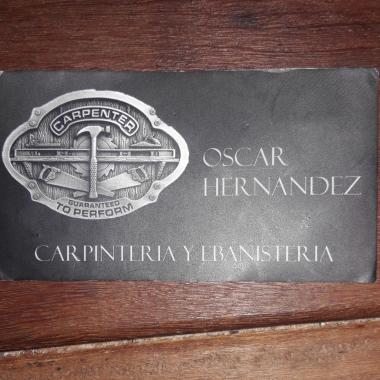 CARPENTER
GUARANTEED
TO PERFORM
OSCAR
HERNANDEZ
CARPINTERIA Y EBANISTERIA